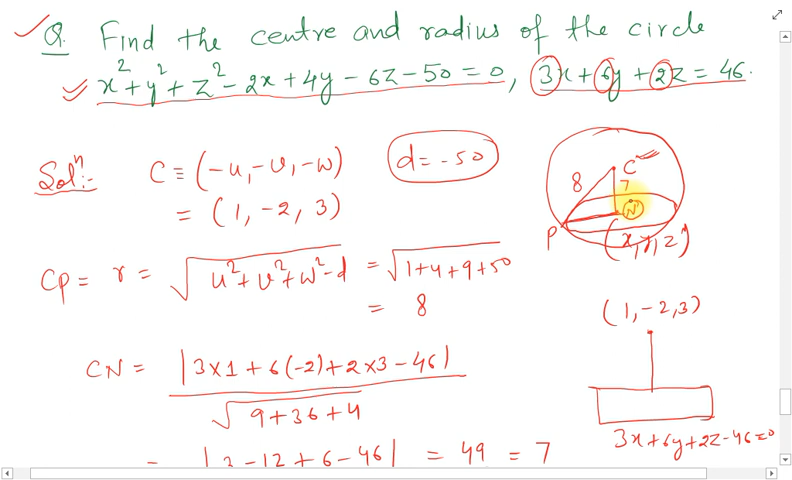 Q. Find the centre and radius of the circle
x²+y²+z²-2x+4y-6z-50=0, 3x+6y+2z=46.
Solⁿ:- C ≡ (-u,-v,-w)
= (1,-2,3)
d=-50
8
C
7
N
P
(x,y,z)
CP = r = √(u²+v²+w²-d) = √(1+4+9+50)
= 8
CN = |3×1+6(-2)+2×3-46|
√(9+36+4)
= |3-12+6-46| = 49 = 7
(1,-2,3)
3x+6y+2z-46=0